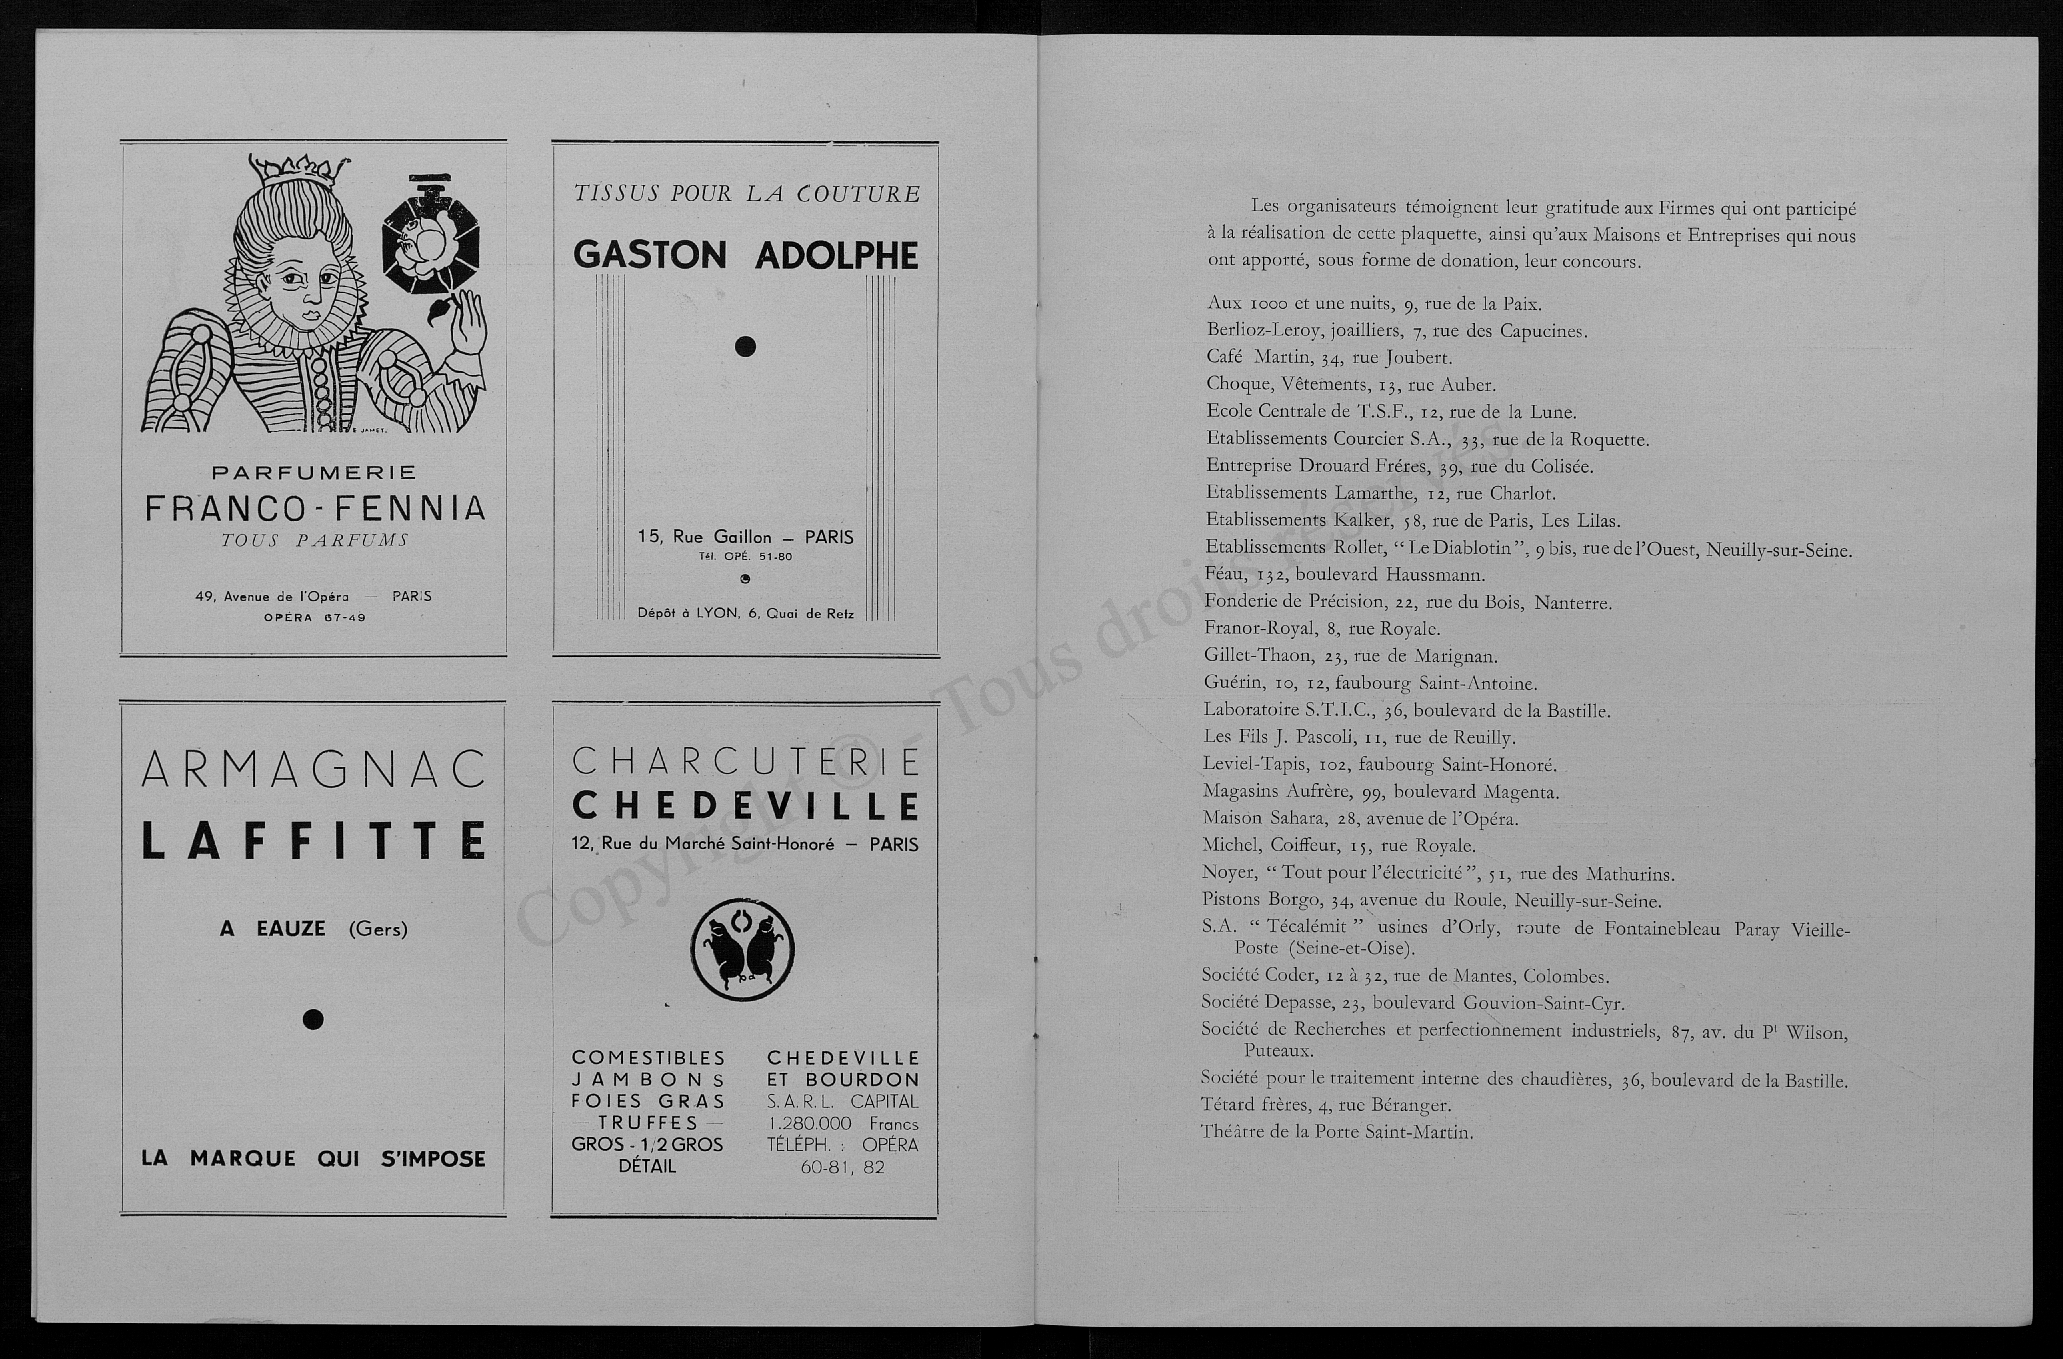 E. JAMET.
PARFUMERIE
FRANCO-FENNIA
TOUS PARFUMS
49, Avenue de l'Opéra — PARIS
OPÉRA 67-49
TISSUS POUR LA COUTURE
GASTON ADOLPHE
15, Rue Gaillon – PARIS
Tél. OPÉ. 51-80
Dépôt à LYON, 6, Quai de Retz
ARMAGNAC
LAFFITTE
A EAUZE (Gers)
LA MARQUE QUI S'IMPOSE
CHARCUTERIE
CHEDEVILLE
12, Rue du Marché Saint-Honoré – PARIS
COMESTIBLES
JAMBONS
FOIES GRAS
— TRUFFES —
GROS - 1/2 GROS
DÉTAIL
CHEDEVILLE
ET BOURDON
S.A.R.L. CAPITAL
1.280.000 Francs
TÉLÉPH. : OPÉRA
60-81, 82
Les organisateurs témoignent leur gratitude aux Firmes qui ont participé
à la réalisation de cette plaquette, ainsi qu'aux Maisons et Entreprises qui nous
ont apporté, sous forme de donation, leur concours.
Aux 1000 et une nuits, 9, rue de la Paix.
Berlioz-Leroy, joailliers, 7, rue des Capucines.
Café Martin, 34, rue Joubert.
Choque, Vêtements, 13, rue Auber.
Ecole Centrale de T.S.F., 12, rue de la Lune.
Etablissements Courcier S.A., 33, rue de la Roquette.
Entreprise Drouard Fréres, 39, rue du Colisée.
Etablissements Lamarthe, 12, rue Charlot.
Etablissements Kalker, 58, rue de Paris, Les Lilas.
Etablissements Rollet, “ Le Diablotin ”, 9 bis, rue de l'Ouest, Neuilly-sur-Seine.
Féau, 132, boulevard Haussmann.
Fonderie de Précision, 22, rue du Bois, Nanterre.
Franor-Royal, 8, rue Royale.
Gillet-Thaon, 23, rue de Marignan.
Guérin, 10, 12, faubourg Saint-Antoine.
Laboratoire S.T.I.C., 36, boulevard de la Bastille.
Les Fils J. Pascoli, 11, rue de Reuilly.
Leviel-Tapis, 102, faubourg Saint-Honoré.
Magasins Aufrère, 99, boulevard Magenta.
Maison Sahara, 28, avenue de l'Opéra.
Michel, Coiffeur, 15, rue Royale.
Noyer, “ Tout pour l'électricité ”, 51, rue des Mathurins.
Pistons Borgo, 34, avenue du Roule, Neuilly-sur-Seine.
S.A. “ Técalémit ” usines d'Orly, route de Fontainebleau Paray Vieille-
Poste (Seine-et-Oise).
Société Coder, 12 à 32, rue de Mantes, Colombes.
Société Depasse, 23, boulevard Gouvion-Saint-Cyr.
Société de Recherches et perfectionnement industriels, 87, av. du Pt Wilson,
Puteaux.
Société pour le traitement interne des chaudières, 36, boulevard de la Bastille.
Tétard frères, 4, rue Béranger.
Théâtre de la Porte Saint-Martin.
Copyright © - Tous droits réservés.